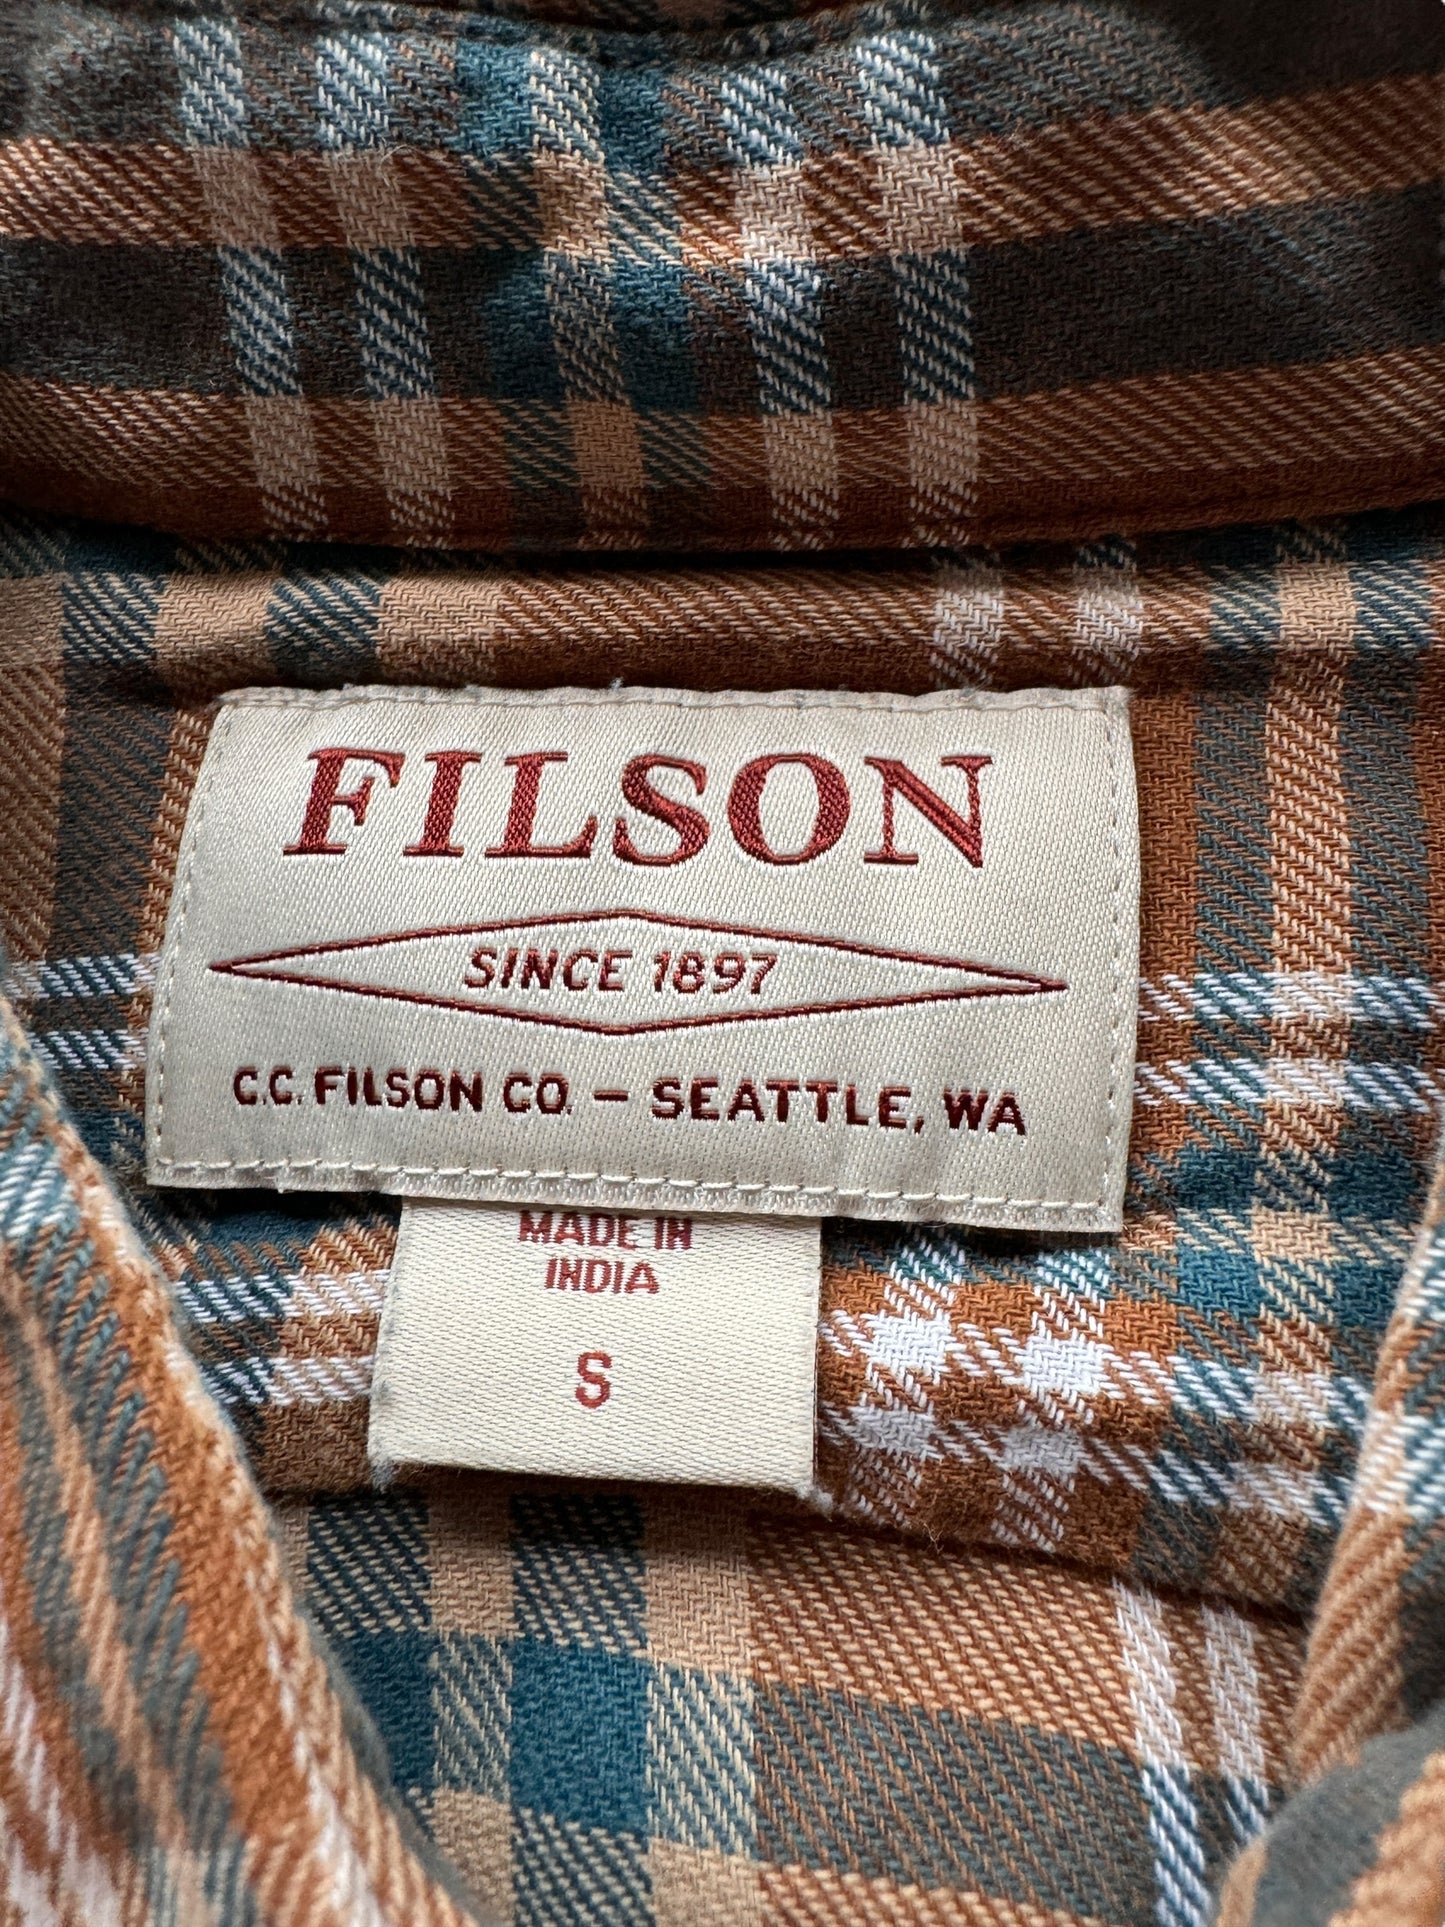 FILSON
SINCE 1897
C.C. FILSON CO. – SEATTLE, WA
MADE IN
INDIA
S